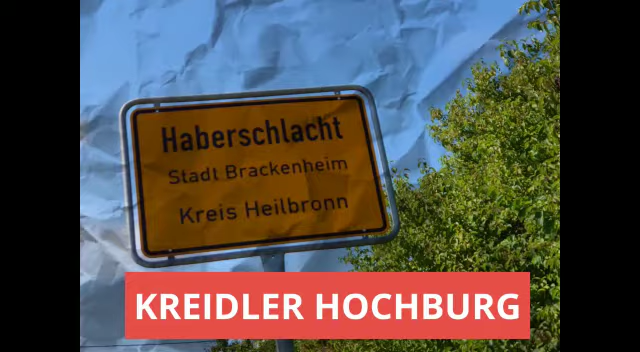 Haberschlacht
Stadt Brackenheim
Kreis Heilbronn
KREIDLER HOCHBURG